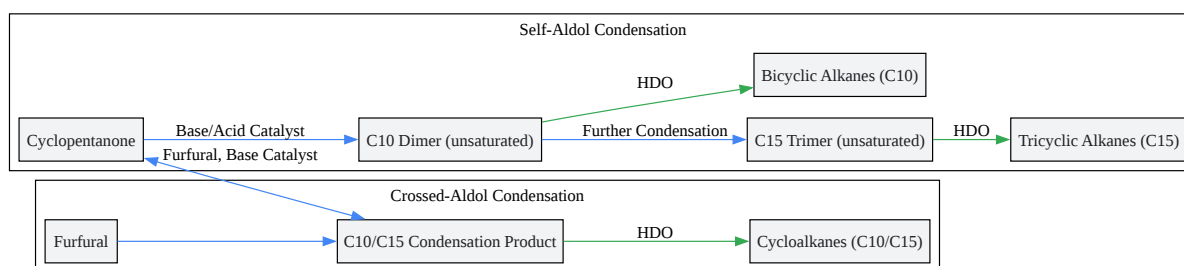 Self-Aldol Condensation
HDO
Bicyclic Alkanes (C10)
Cyclopentanone
Base/Acid Catalyst
C10 Dimer (unsaturated)
Further Condensation
C15 Trimer (unsaturated)
HDO
Tricyclic Alkanes (C15)
Furfural, Base Catalyst
Crossed-Aldol Condensation
Furfural
C10/C15 Condensation Product
HDO
Cycloalkanes (C10/C15)